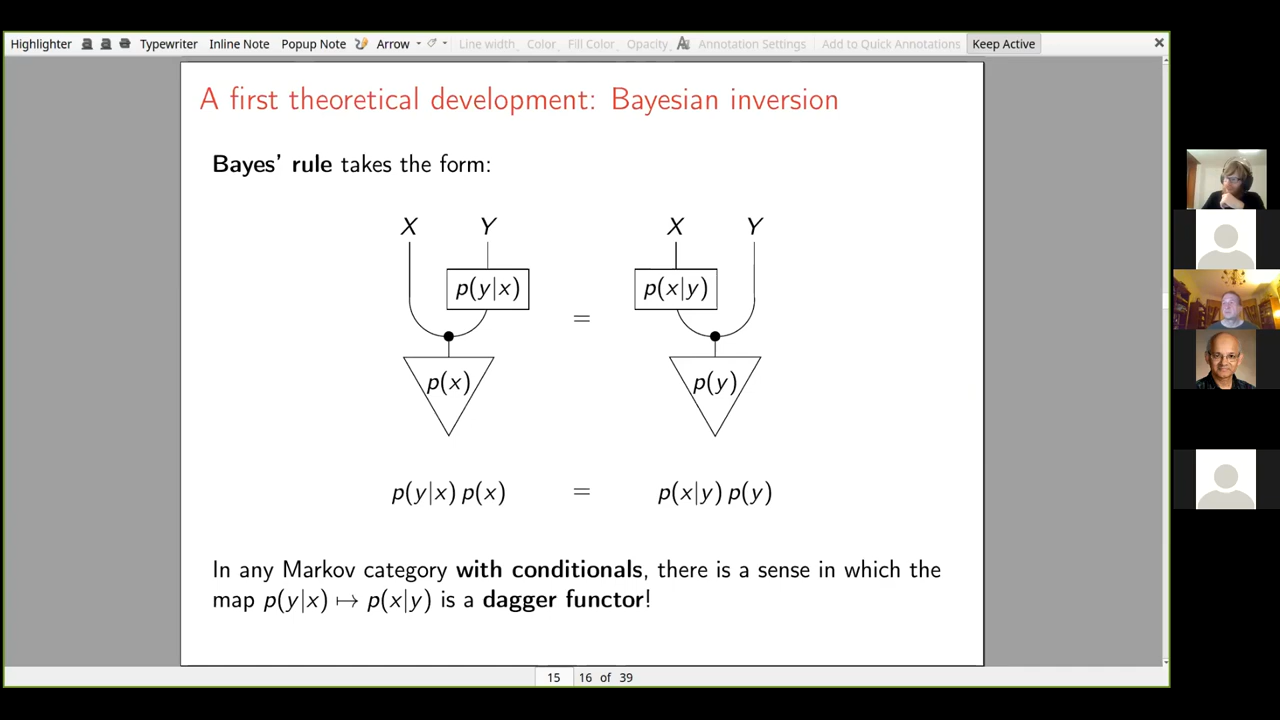 Highlighter Typewriter Inline Note Popup Note Arrow Line width Color Fill Color Opacity Annotation Settings Add to Quick Annotations Keep Active
A first theoretical development: Bayesian inversion
Bayes' rule takes the form:
X Y X Y
p(y|x) p(x|y)
=
p(x) p(y)
p(y|x) p(x) = p(x|y) p(y)
In any Markov category with conditionals, there is a sense in which the
map p(y|x) ↦ p(x|y) is a dagger functor!
15 16 of 39